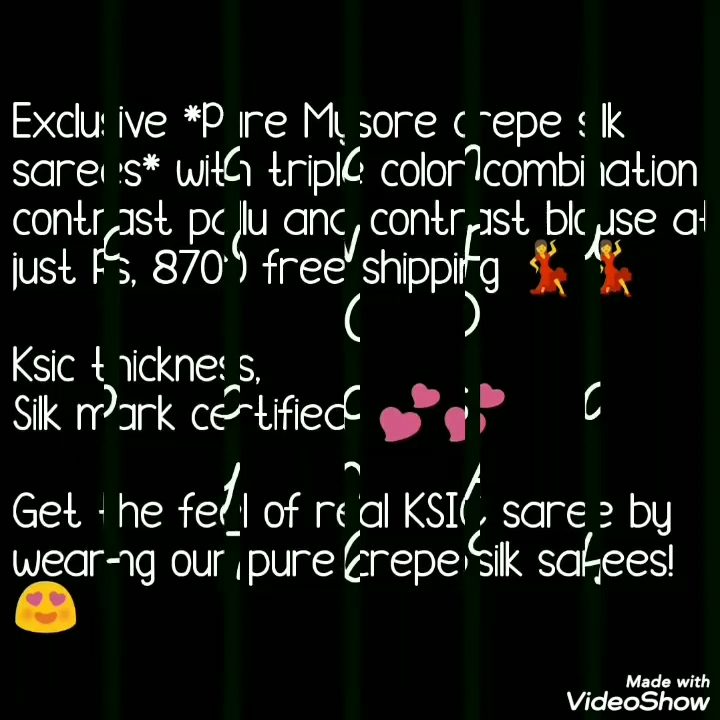 Exclusive *Pure Mysore crepe silk
sarees* with triple color combination
contrast pallu and contrast blouse at
just Rs, 8700 free shipping 💃 💃
Ksic thickness,
Silk mark certified 💕💕
Get the feel of real KSIC saree by
wearing our pure crepe silk sarees!
😍
Made with
VideoShow